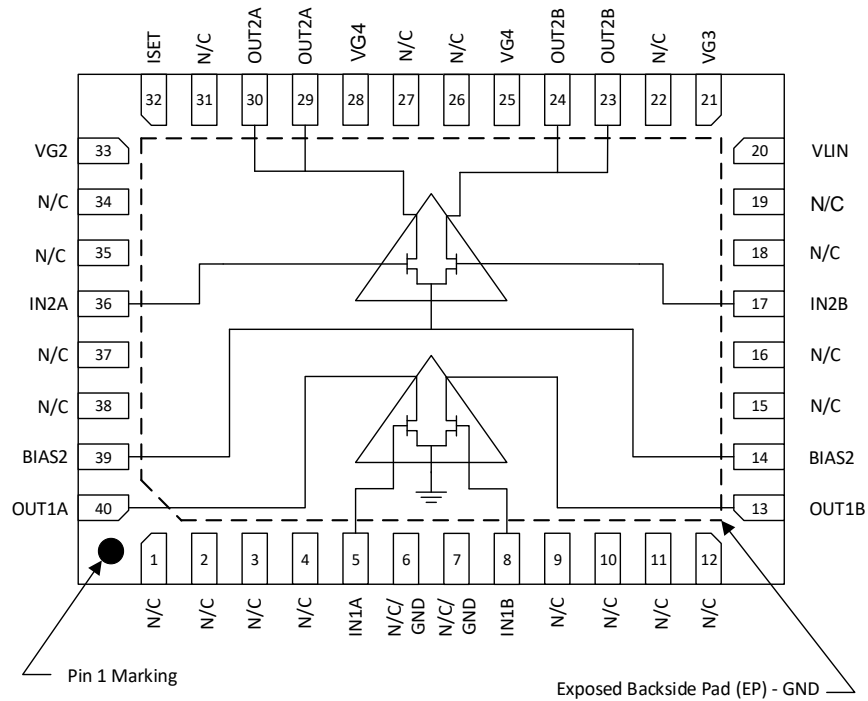 ISET
N/C
OUT2A
OUT2A
VG4
N/C
N/C
VG4
OUT2B
OUT2B
N/C
VG3
32
31
30
29
28
27
26
25
24
23
22
21
VG2
33
20
VLIN
N/C
34
19
N/C
N/C
35
18
N/C
IN2A
36
17
IN2B
N/C
37
16
N/C
N/C
38
15
N/C
BIAS2
39
14
BIAS2
OUT1A
40
13
OUT1B
1
2
3
4
5
6
7
8
9
10
11
12
N/C
N/C
N/C
N/C
IN1A
N/C/
GND
N/C/
GND
IN1B
N/C
N/C
N/C
N/C
Pin 1 Marking
Exposed Backside Pad (EP) - GND